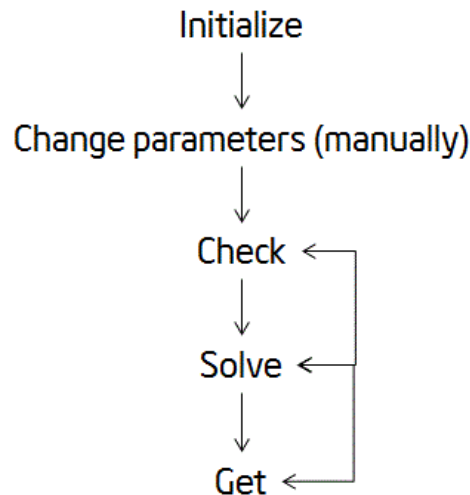 Initialize
Change parameters (manually)
Check
Solve
Get